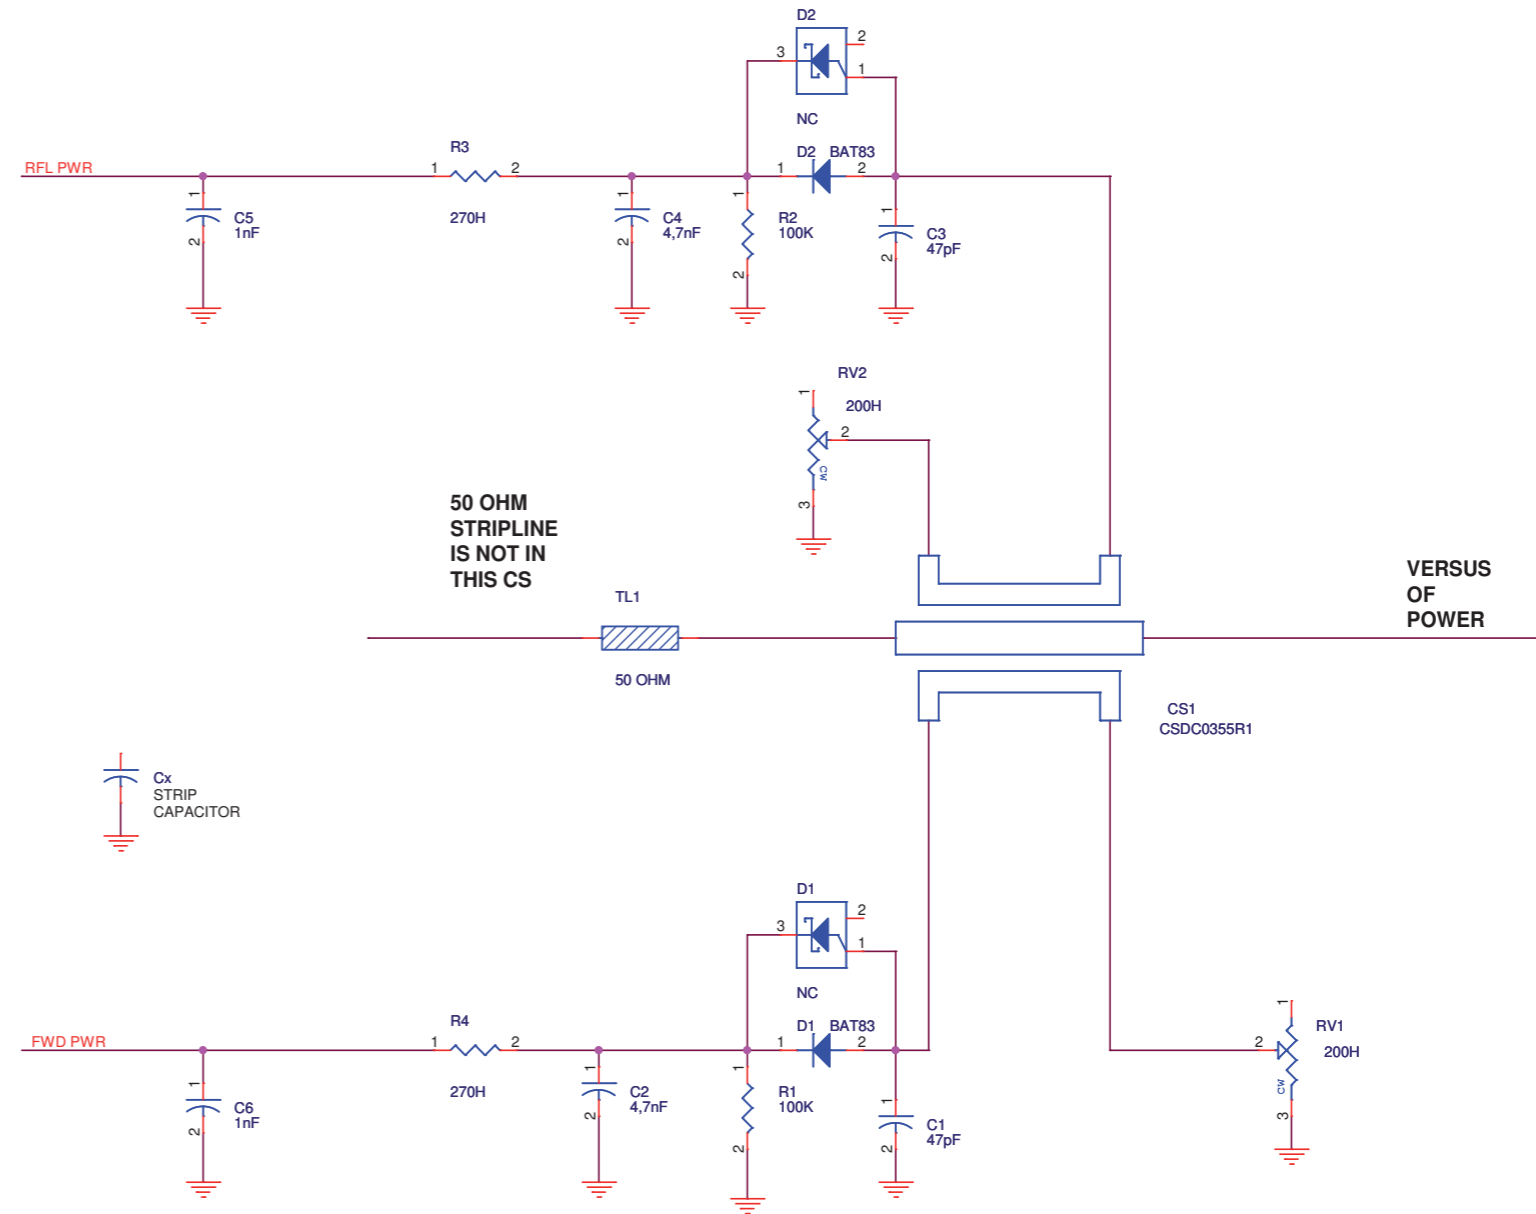 D2
2
3
1
NC
RFL PWR
R3
1
2
270H
D2 BAT83
1
2
1
C5
1nF
2
1
C4
4,7nF
2
1
R2
100K
2
1
C3
47pF
2
RV2
200H
1
2
CW
3
50 OHM
STRIPLINE
IS NOT IN
THIS CS
TL1
50 OHM
VERSUS
OF
POWER
CS1
CSDC0355R1
Cx
STRIP
CAPACITOR
D1
2
3
1
NC
FWD PWR
R4
1
2
270H
D1 BAT83
1
2
1
C6
1nF
2
1
C2
4,7nF
2
1
R1
100K
2
1
C1
47pF
2
1
RV1
200H
2
CW
3